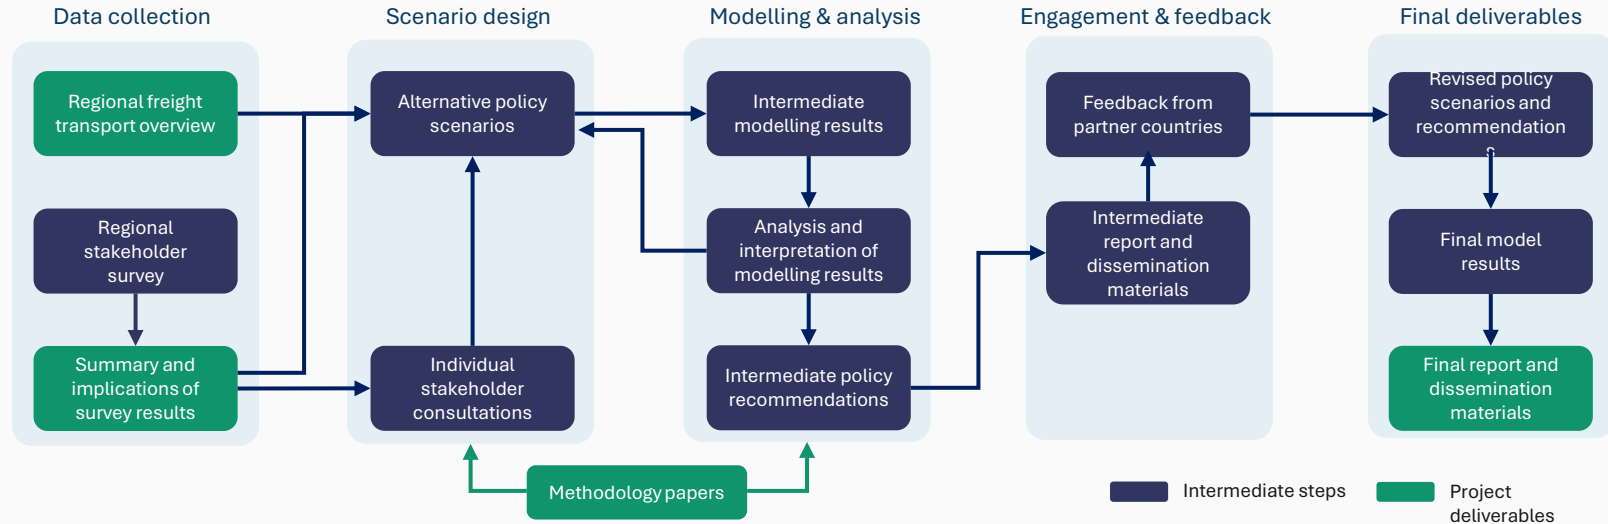 Data collection
Scenario design
Modelling & analysis
Engagement & feedback
Final deliverables
Regional freight
transport overview
Regional
stakeholder
survey
Summary and
implications of
survey results
Alternative policy
scenarios
Individual
stakeholder
consultations
Intermediate
modelling results
Analysis and
interpretation of
modelling results
Intermediate policy
recommendations
Feedback from
partner countries
Intermediate
report and
dissemination
materials
Revised policy
scenarios and
recommendation
s
Final model
results
Final report and
dissemination
materials
Methodology papers
Intermediate steps
Project
deliverables